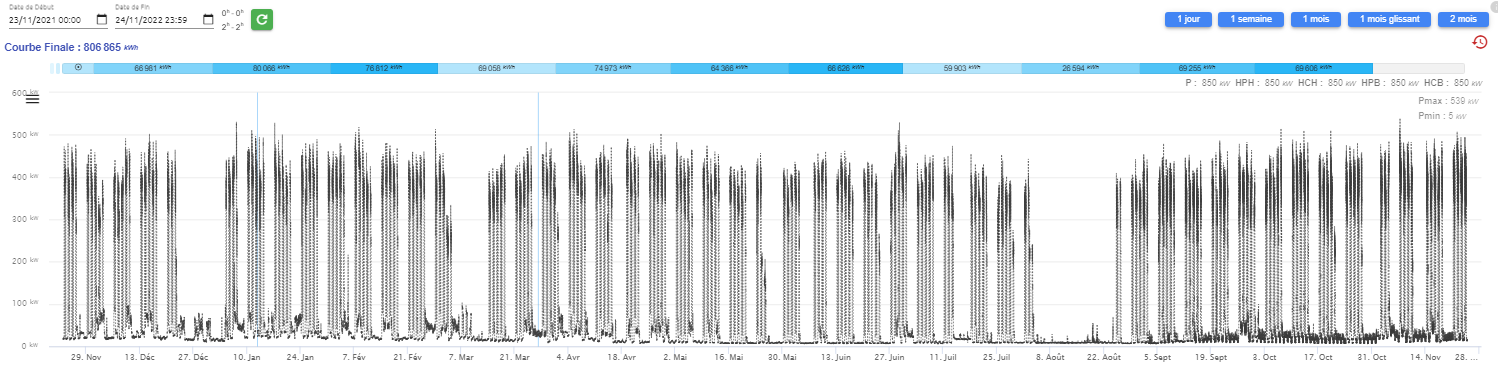 Date de Début
Date de Fin
23/11/2021 00:00
24/11/2022 23:59
0ʰ - 0ʰ
2ʰ - 2ʰ
1 jour
1 semaine
1 mois
1 mois glissant
2 mois
Courbe Finale : 806 865 kWh
66 981 kWh
80 066 kWh
76 812 kWh
69 058 kWh
74 973 kWh
64 366 kWh
66 626 kWh
59 903 kWh
26 594 kWh
69 255 kWh
69 606 kWh
P : 850 kW HPH : 850 kW HCH : 850 kW HPB : 850 kW HCB : 850 kW
Pmax : 539 kW
Pmin : 5 kW
600 kW
500 kW
400 kW
300 kW
200 kW
100 kW
0 kW
29. Nov
13. Déc
27. Déc
10. Jan
24. Jan
7. Fév
21. Fév
7. Mar
21. Mar
4. Avr
18. Avr
2. Mai
16. Mai
30. Mai
13. Juin
27. Juin
11. Juil
25. Juil
8. Août
22. Août
5. Sept
19. Sept
3. Oct
17. Oct
31. Oct
14. Nov
28. ...